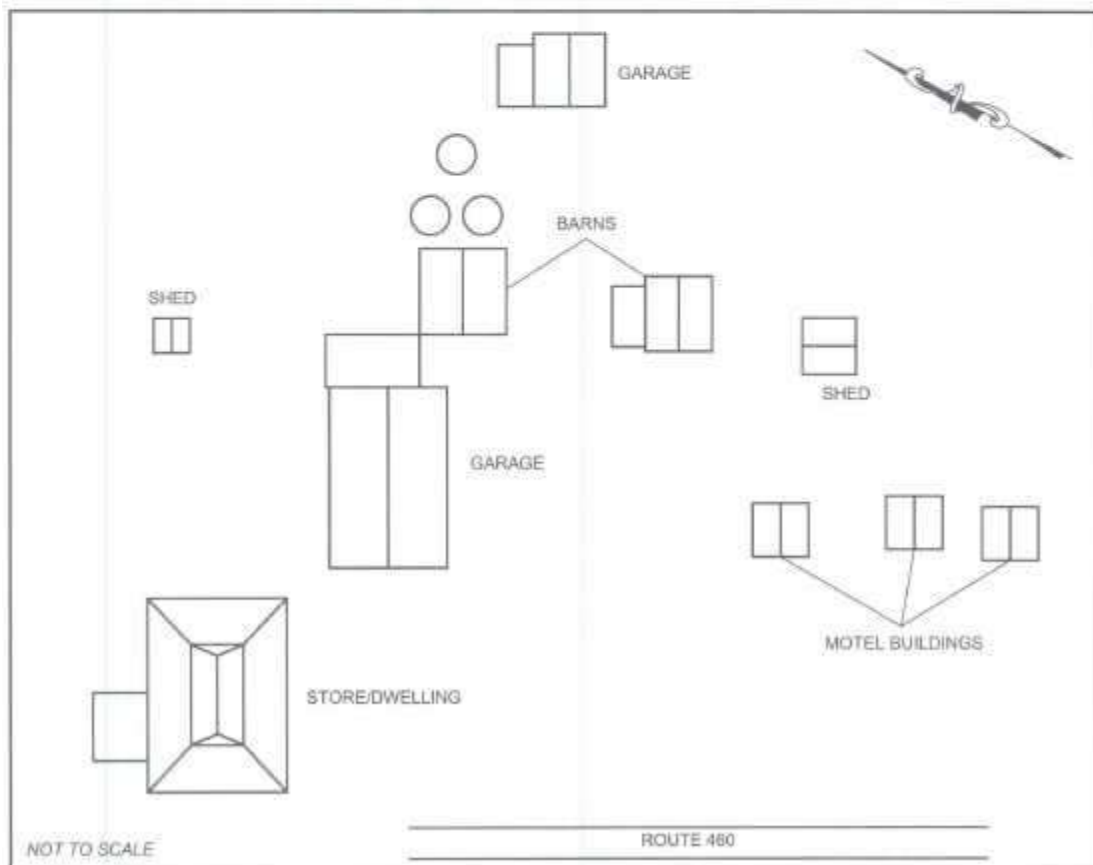 GARAGE
BARNS
SHED
SHED
GARAGE
MOTEL BUILDINGS
STORE/DWELLING
ROUTE 460
NOT TO SCALE